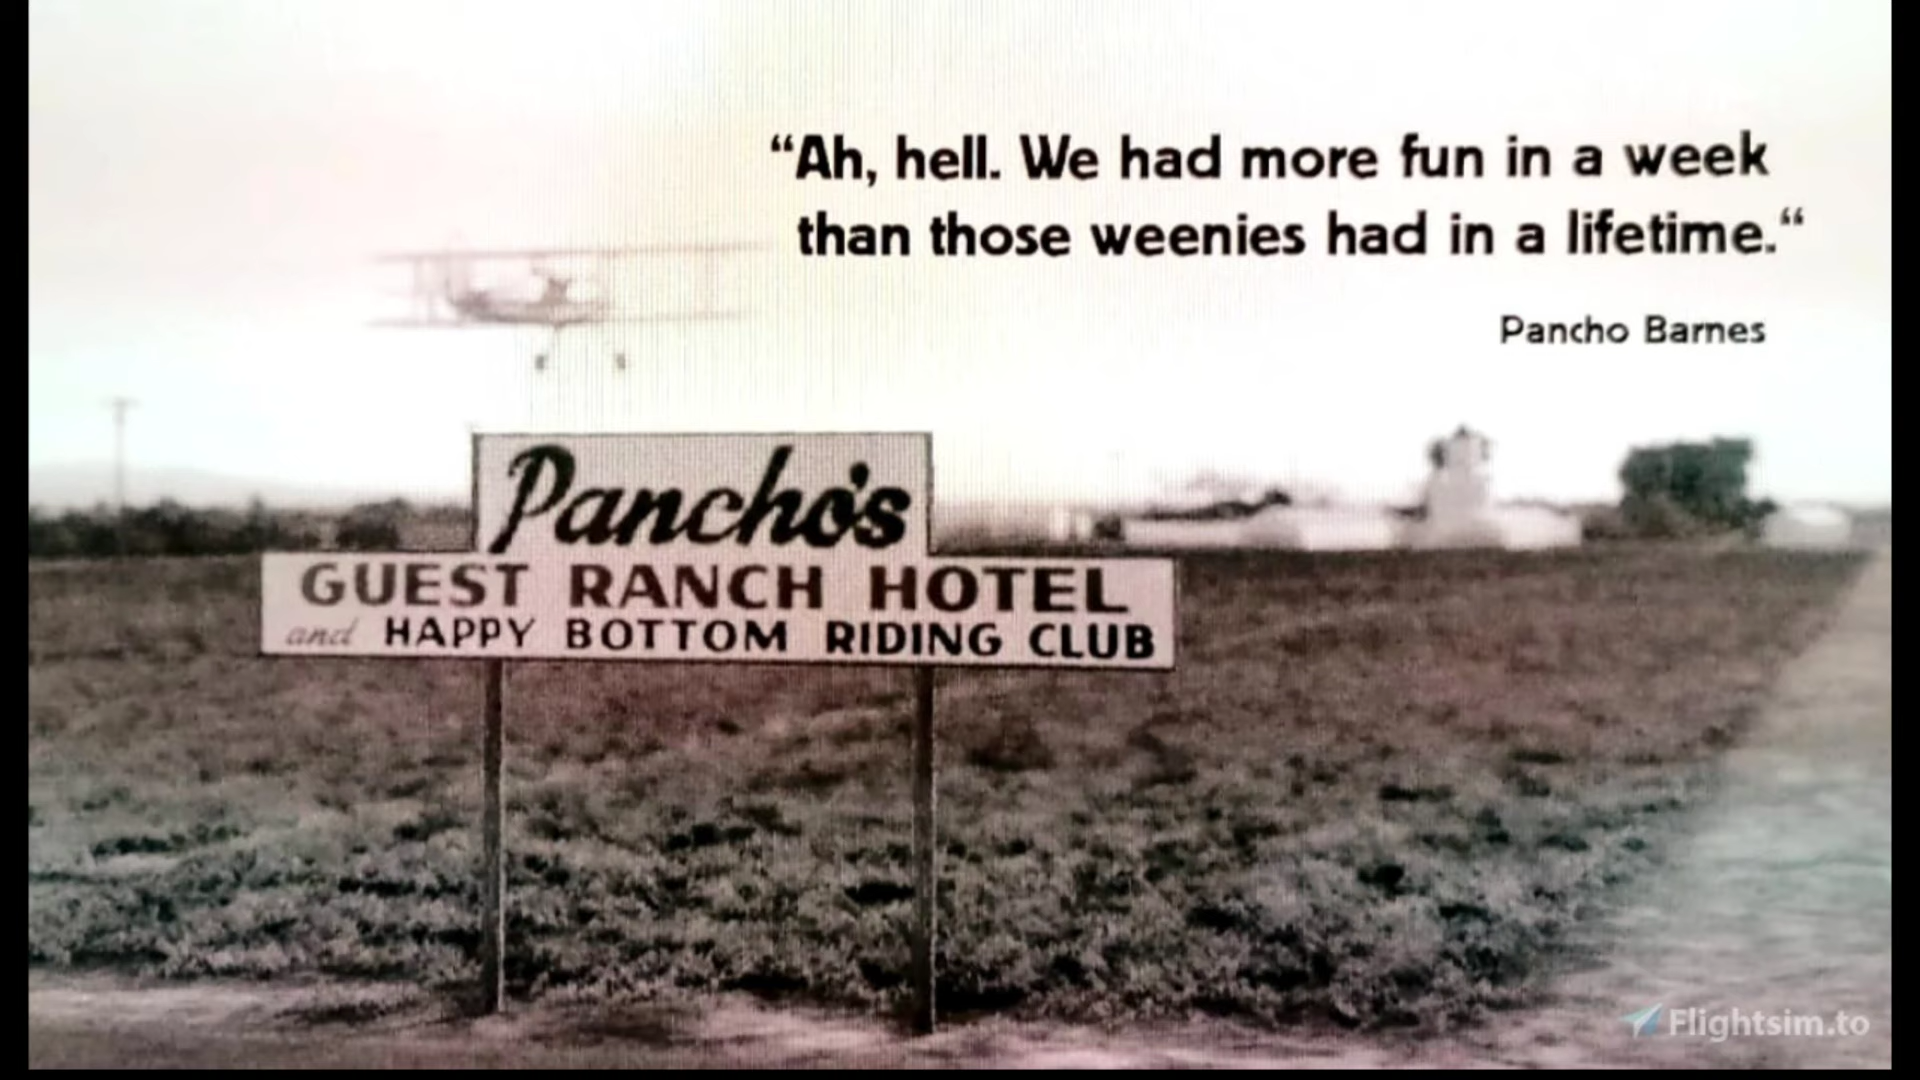 “Ah, hell. We had more fun in a week
than those weenies had in a lifetime.“
Pancho Barnes
Pancho's
GUEST RANCH HOTEL
and HAPPY BOTTOM RIDING CLUB
Flightsim.to